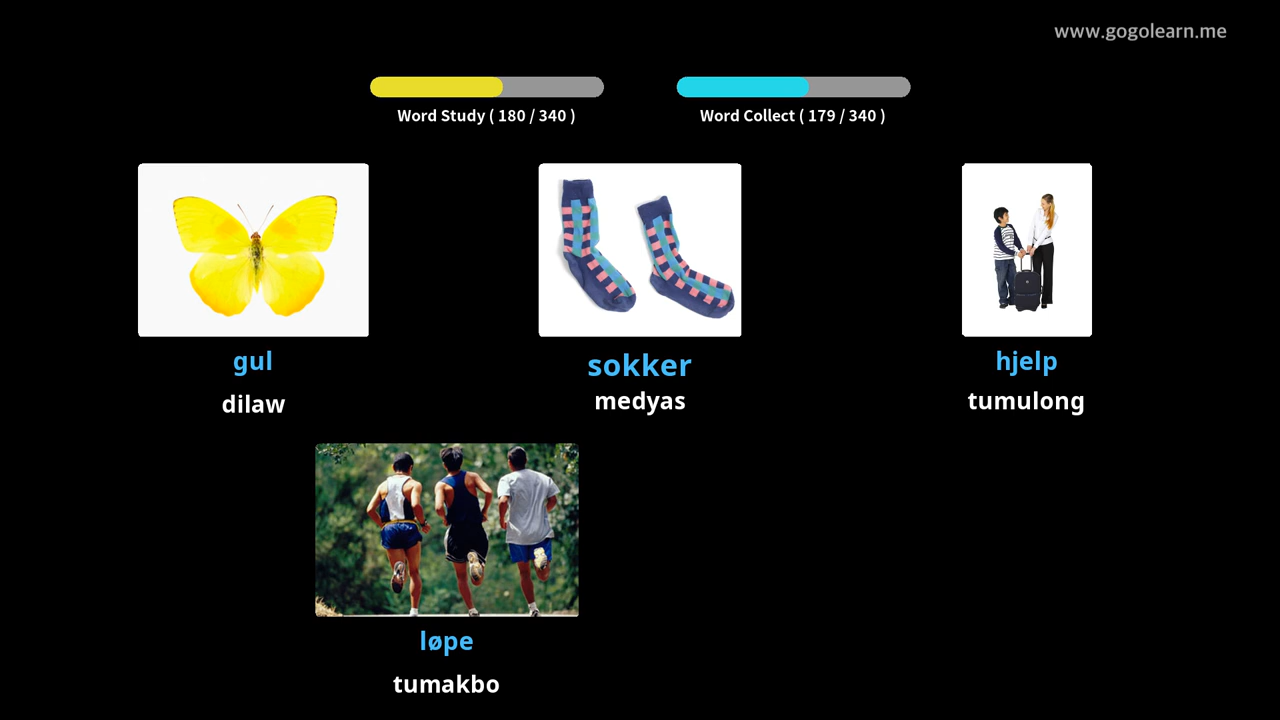 www.gogolearn.me
Word Study ( 180 / 340 )
Word Collect ( 179 / 340 )
gul
dilaw
sokker
medyas
hjelp
tumulong
løpe
tumakbo